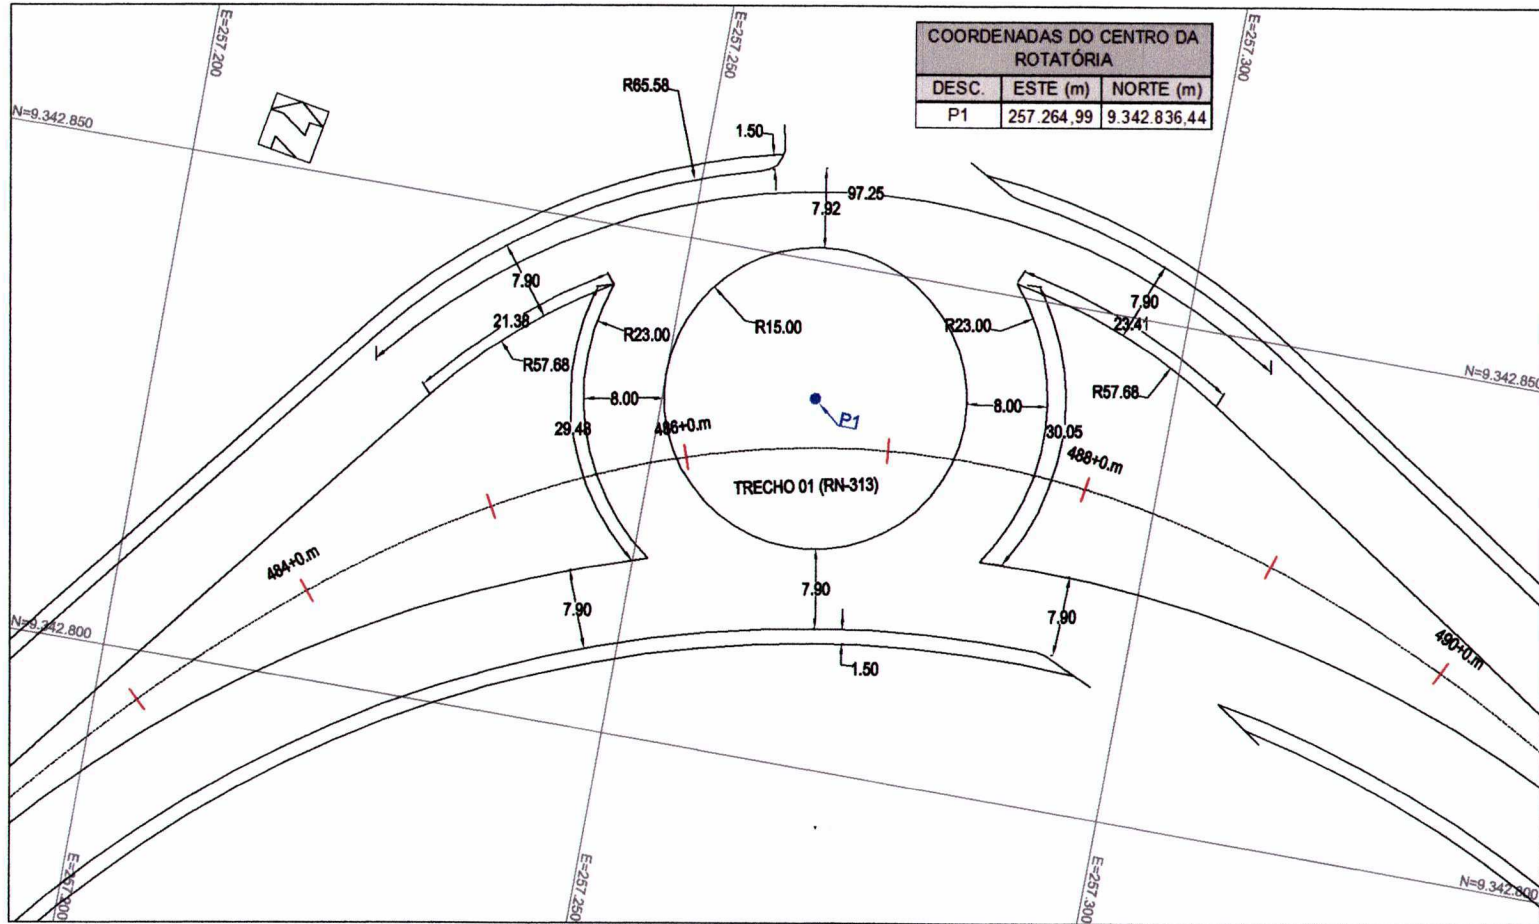 E=257.200
E=257.250
E=257.300
COORDENADAS DO CENTRO DA
ROTATÓRIA
DESC. ESTE (m) NORTE (m)
P1 257.264,99 9.342.836,44
N=9.342.850
N
R65.58
1.50
97.25
7.92
7.90
7.90
21.38
R23.00
R15.00
R23.00
23.41
R57.68
R57.68
N=9.342.850
8.00
8.00
P1
29.48
486+0.m
30.05
488+0.m
TRECHO 01 (RN-313)
484+0.m
7.90
7.90
7.90
N=9.342.800
490+0.m
1.50
E=257.200
E=257.250
E=257.300
N=9.342.800